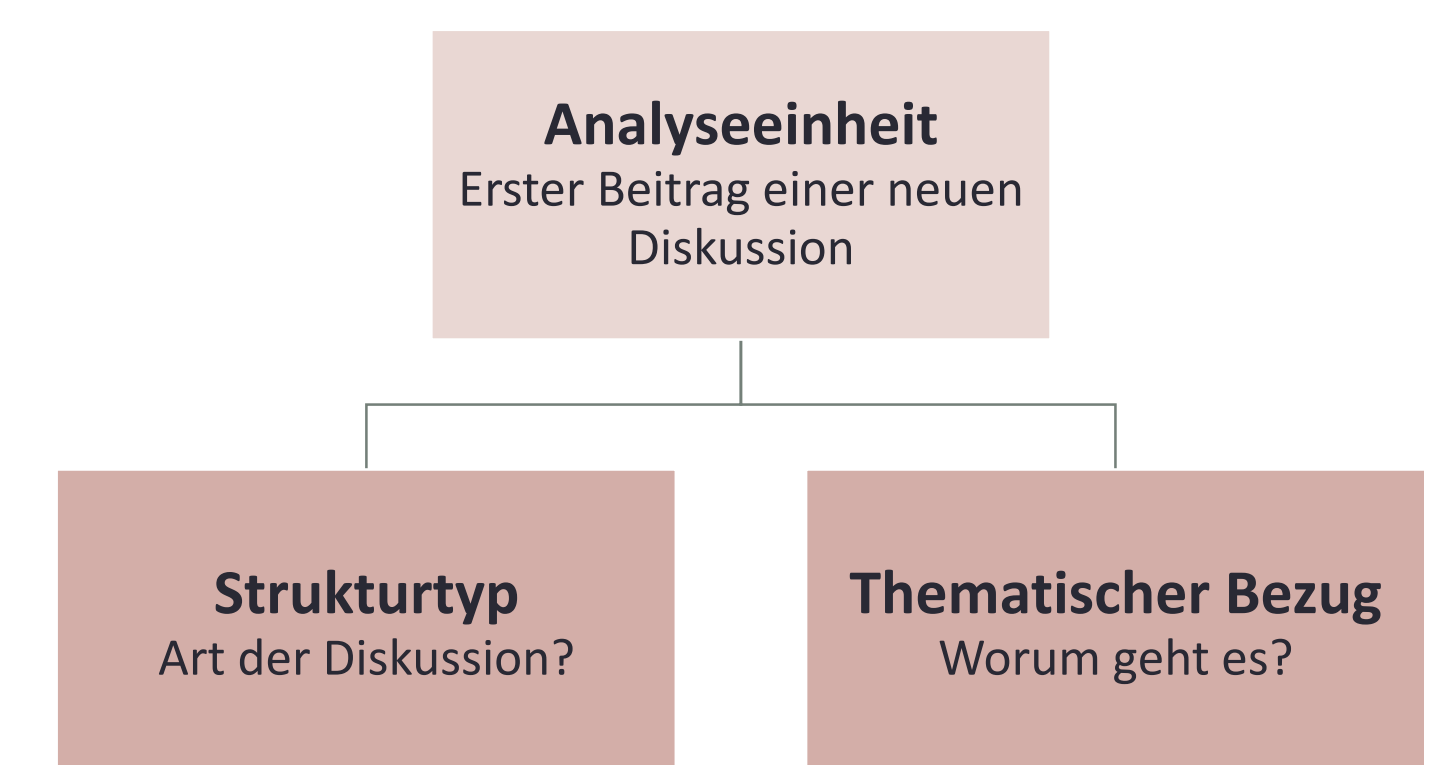 Analyseeinheit
Erster Beitrag einer neuen
Diskussion
Strukturtyp
Art der Diskussion?
Thematischer Bezug
Worum geht es?